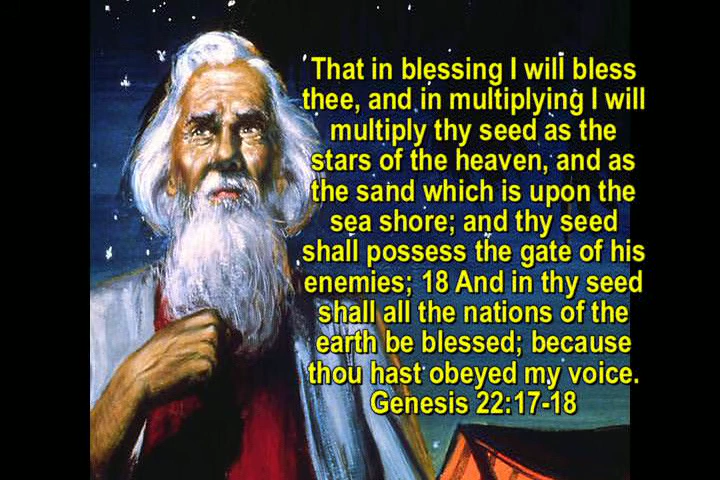 That in blessing I will bless
thee, and in multiplying I will
multiply thy seed as the
stars of the heaven, and as
the sand which is upon the
sea shore; and thy seed
shall possess the gate of his
enemies; 18 And in thy seed
shall all the nations of the
earth be blessed; because
thou hast obeyed my voice.
Genesis 22:17-18